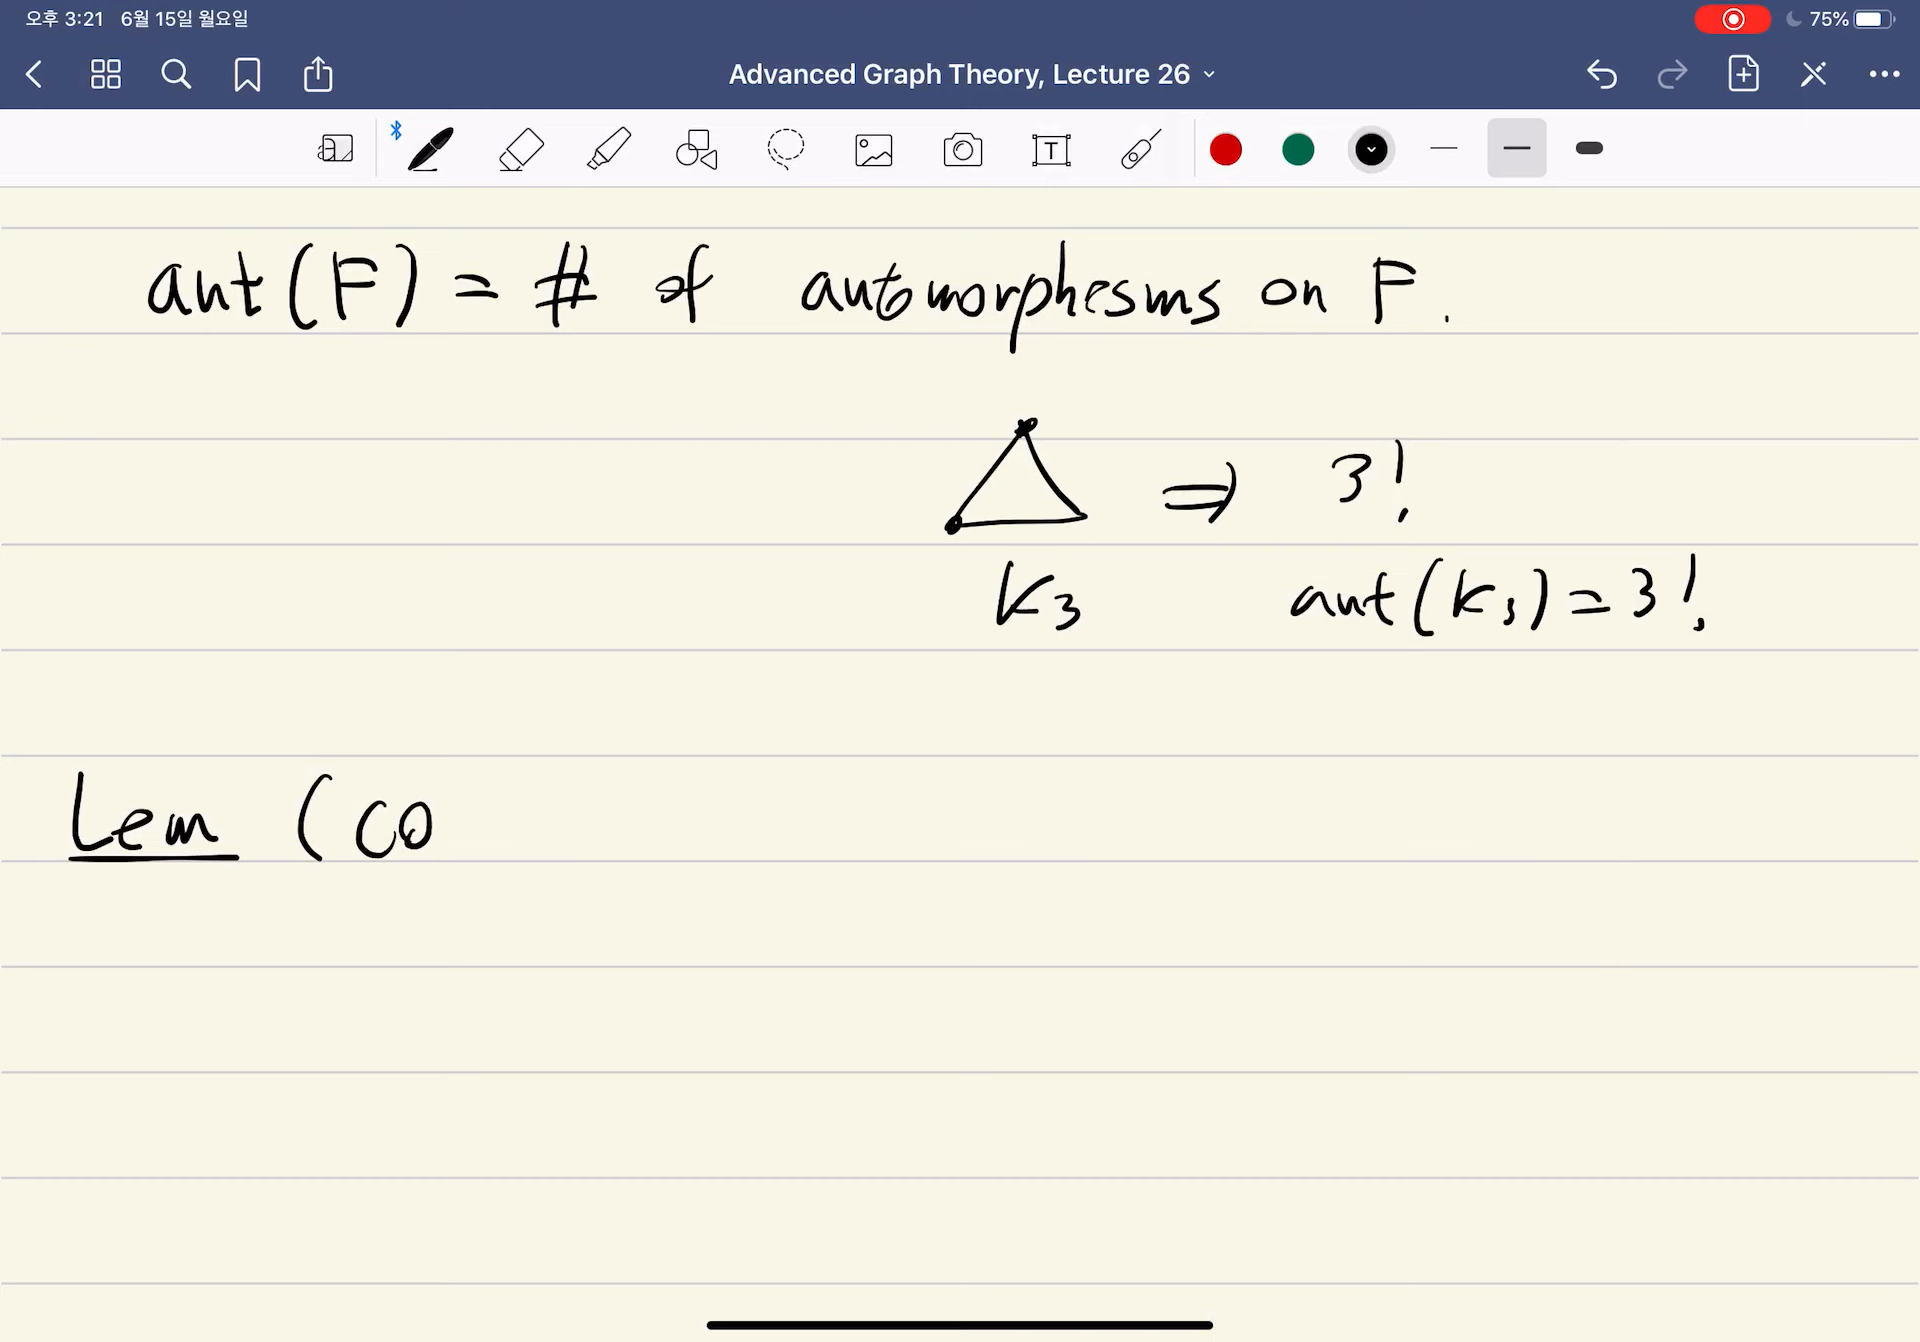 오후 3:21 6월 15일 월요일
75%
Advanced Graph Theory, Lecture 26
a
T
aut(F) = # of automorphesms on F.
⇒ 3!
K3 aut(K3) = 3!
Lem (co